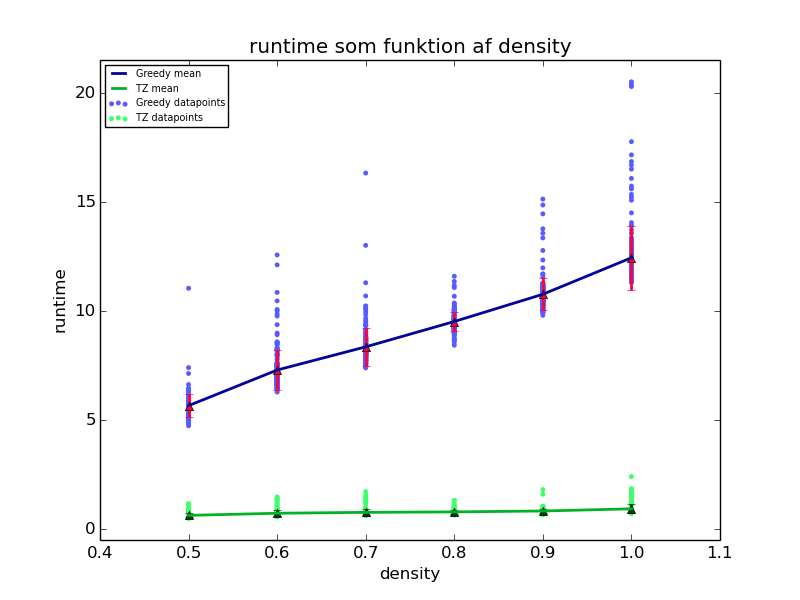 runtime som funktion af density
Greedy mean
TZ mean
Greedy datapoints
TZ datapoints
20
15
10
5
0
runtime
0.4 0.5 0.6 0.7 0.8 0.9 1.0 1.1
density